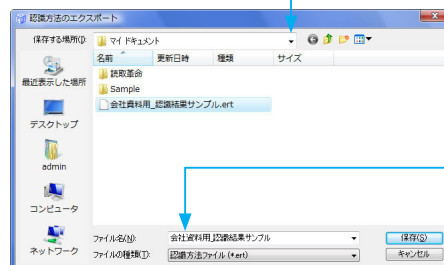 認識方法のエクスポート
保存する場所(I):
マイ ドキュメント
名前 更新日時 種類 サイズ
読取革命
Sample
会社資料用_認識結果サンプル.ert
最近表示した場所
デスクトップ
admin
コンピュータ
ネットワーク
ファイル名(N): 会社資料用_認識結果サンプル 保存(S)
ファイルの種類(T): 認識方法ファイル (*.ert) キャンセル